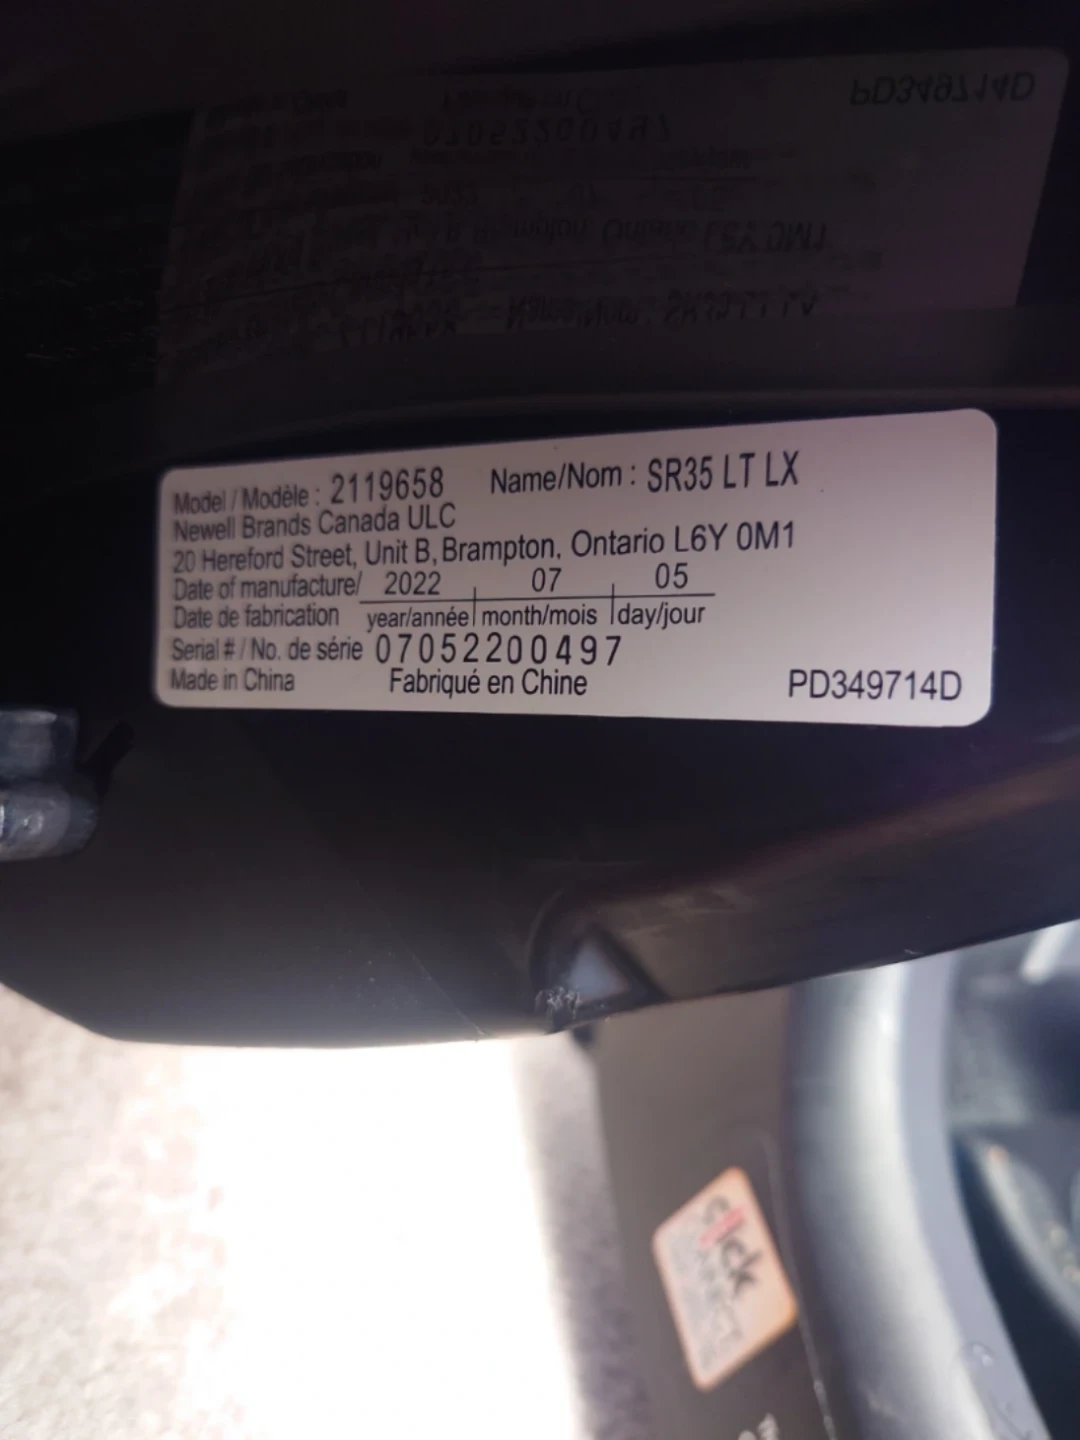 Model / Modèle : 2119658 Name/Nom : SR35 LT LX
Newell Brands Canada ULC
20 Hereford Street, Unit B, Brampton, Ontario L6Y 0M1
Date of manufacture/ 2022 07 05
Date de fabrication year/année month/mois day/jour
Serial # / No. de série 07052200497
Made in China Fabriqué en Chine PD349714D
click
CONNECT